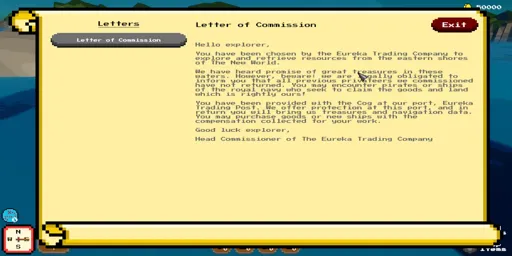 Letters
Letter of Commission
Exit
50000
Letter of Commission
Hello explorer,
You have been chosen by the Eureka Trading Company to
explore and retrieve resources from the eastern shores
of The New World.
We have heard promise of great treasures in these
waters. However, beware! we are legally obligated to
inform you that all previous privateers we commissioned
have not returned. You may encounter pirates or ships
of the royal navy who seek to claim the goods and land
which is rightly ours!
You have been provided with the Cog at our port, Eureka
Trading Post. We offer protection at this port, and in
return you will bring us treasures and navigation data.
You may purchase goods or new ships with the
compensation collected for your work.
Good luck explorer,
Head Commissioner of The Eureka Trading Company
N
W
S
0 0 0 0
Items